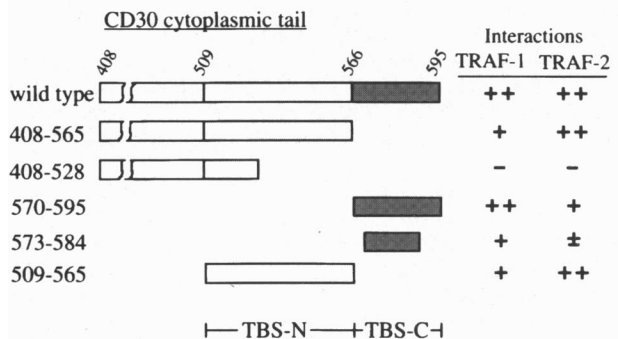 CD30 cytoplasmic tail
Interactions
408 509 566 595 TRAF-1 TRAF-2
wild type ++ ++
408-565 + ++
408-528 - -
570-595 ++ +
573-584 + ±
509-565 + ++
TBS-N TBS-C